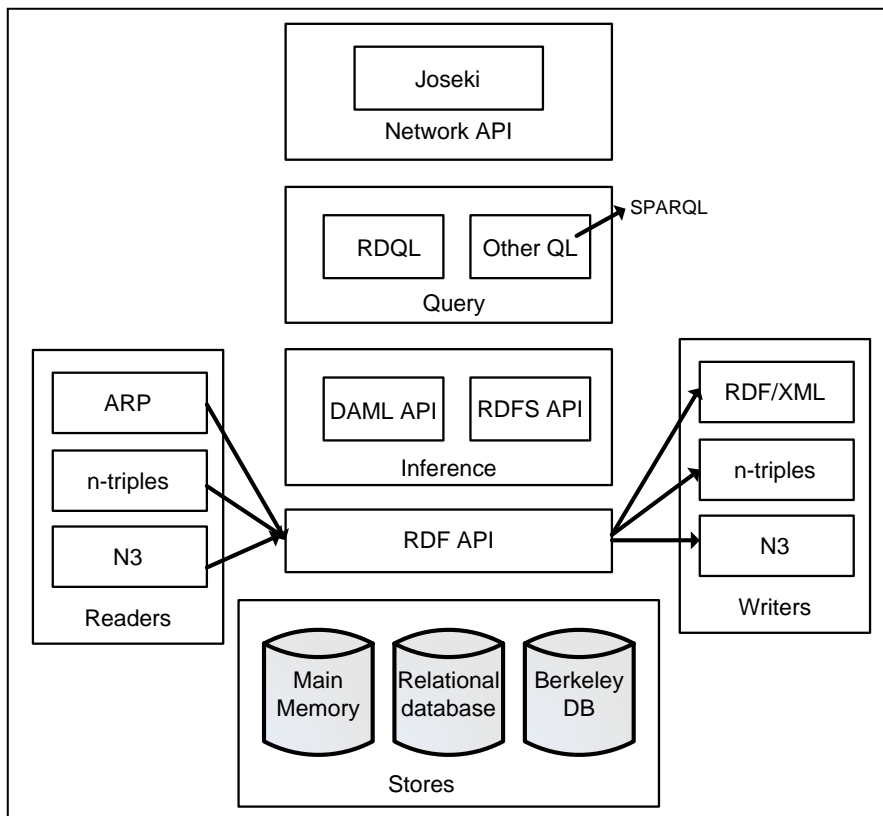 Joseki
Network API
RDQL
Other QL
SPARQL
Query
DAML API
RDFS API
Inference
ARP
n-triples
N3
Readers
RDF API
RDF/XML
n-triples
N3
Writers
Main
Memory
Relational
database
Berkeley
DB
Stores